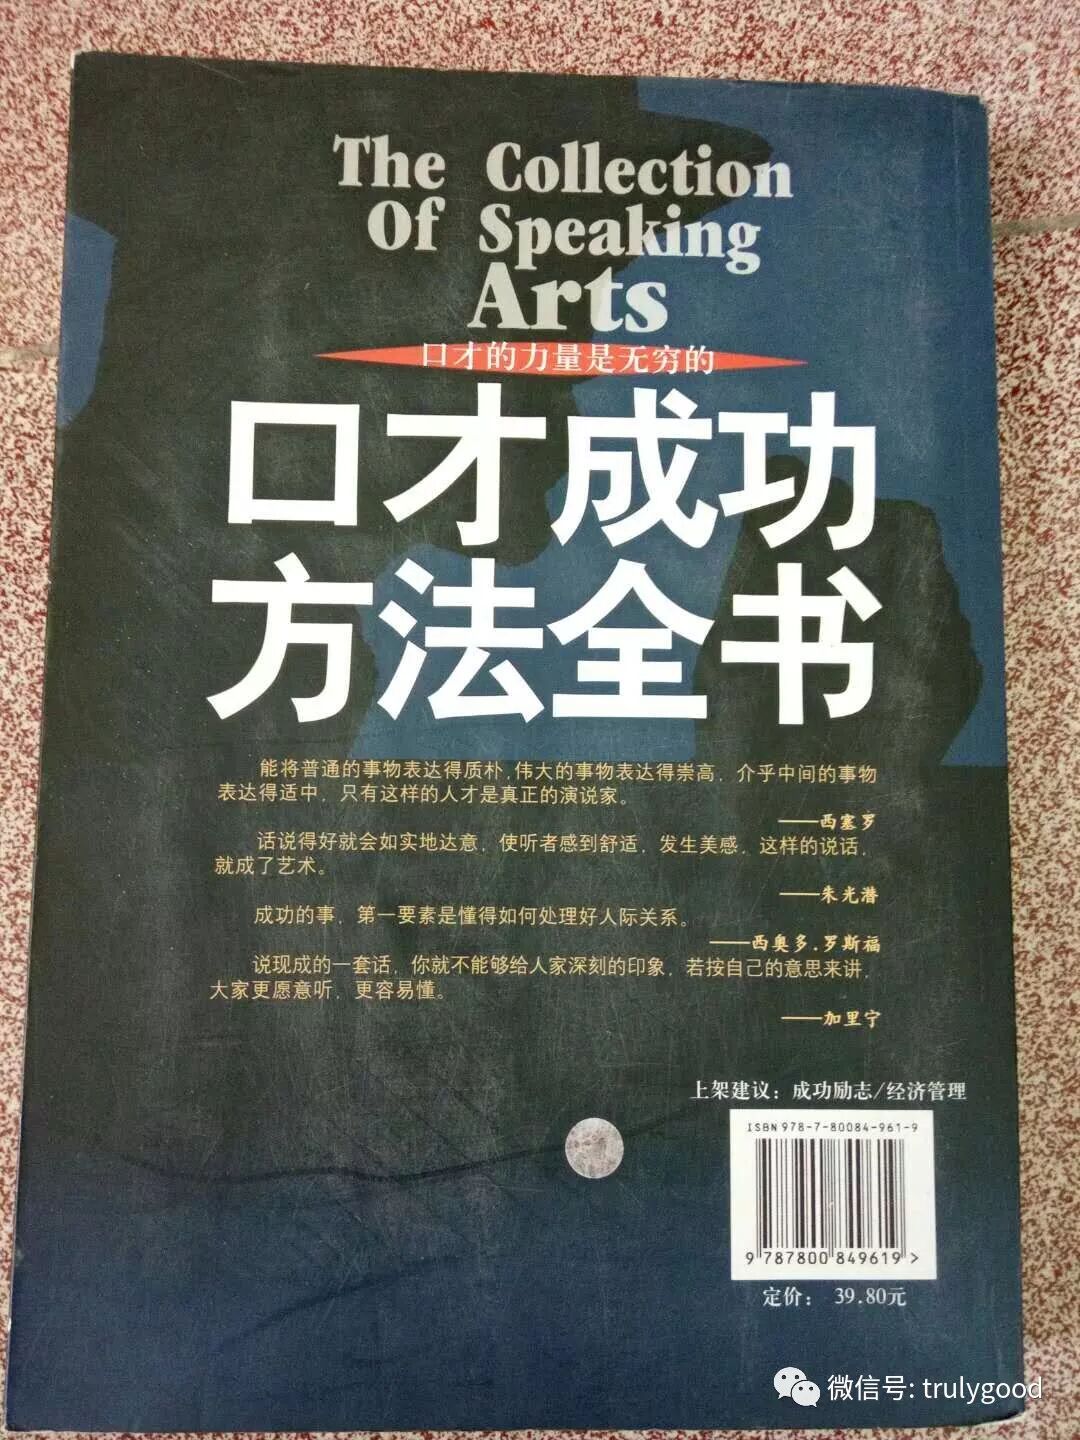 The Collection
Of Speaking
Arts
口才的力量是无穷的
口才成功
方法全书
能将普通的事物表达得质朴,伟大的事物表达得崇高，介乎中间的事物
表达得适中，只有这样的人才是真正的演说家。
——西塞罗
话说得好就会如实地达意，使听者感到舒适，发生美感，这样的说话，
就成了艺术。
——朱光潜
成功的事，第一要素是懂得如何处理好人际关系。
——西奥多.罗斯福
说现成的一套话，你就不能够给人家深刻的印象，若按自己的意思来讲，
大家更愿意听，更容易懂。
——加里宁
上架建议：成功励志/经济管理
ISBN 978-7-80084-961-9
9 787800 849619 >
定价： 39.80元
微信号: trulygood